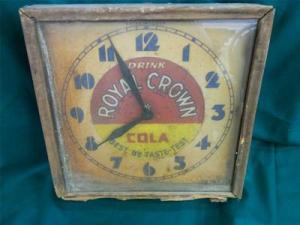 11 12 1
DRINK
10 2
ROYAL CROWN
9 3
COLA
8 4
BEST BY TASTE-TEST
7 5
6